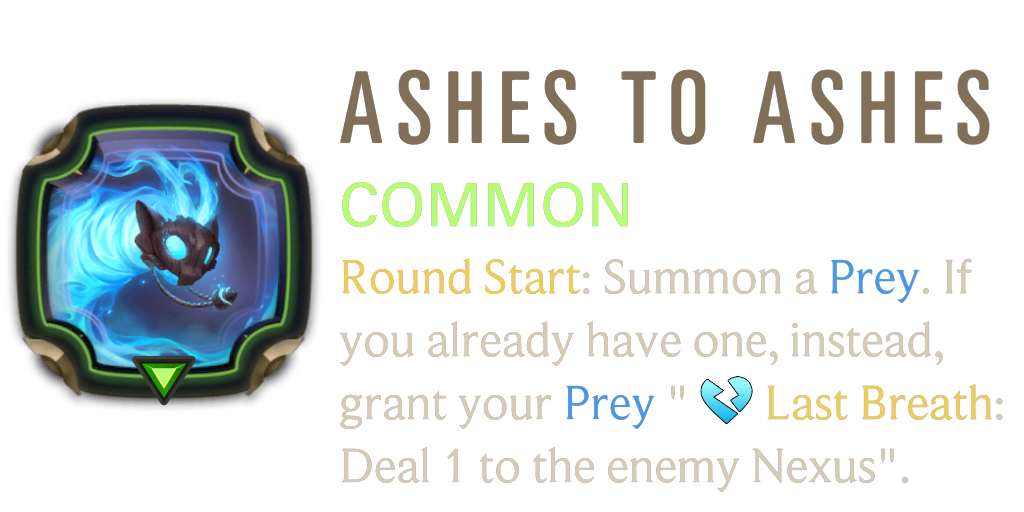 ASHES TO ASHES
COMMON
Round Start: Summon a Prey. If
you already have one, instead,
grant your Prey " Last Breath:
Deal 1 to the enemy Nexus".